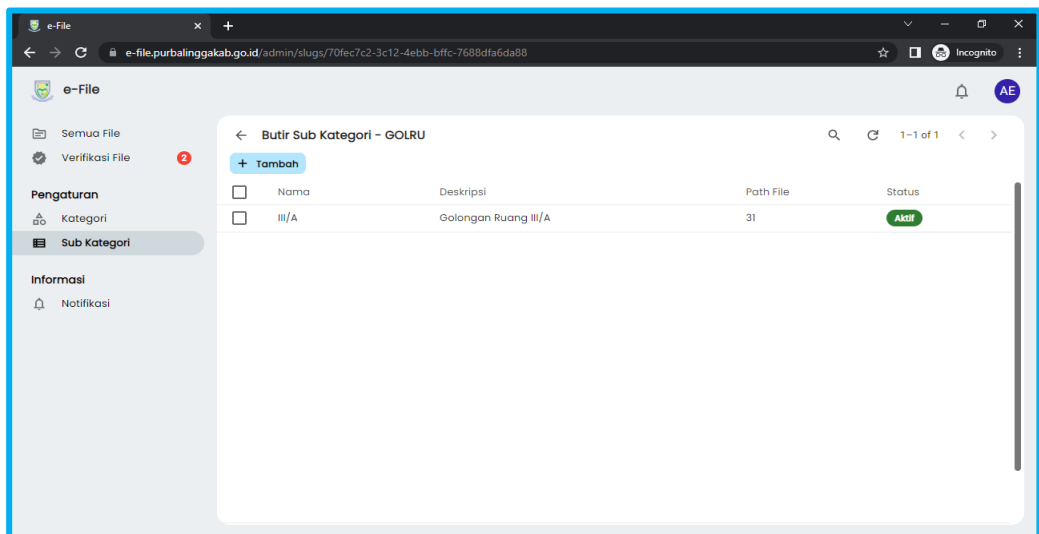 e-File
e-file.purbalinggakab.go.id/admin/slugs/70fec7c2-3c12-4ebb-bffc-7688dfa6da88
Incognito
e-File
AE
Semua File
Verifikasi File 2
Pengaturan
Kategori
Sub Kategori
Informasi
Notifikasi
Butir Sub Kategori - GOLRU
1-1 of 1
+ Tambah
Nama Deskripsi Path File Status
III/A Golongan Ruang III/A 31 Aktif